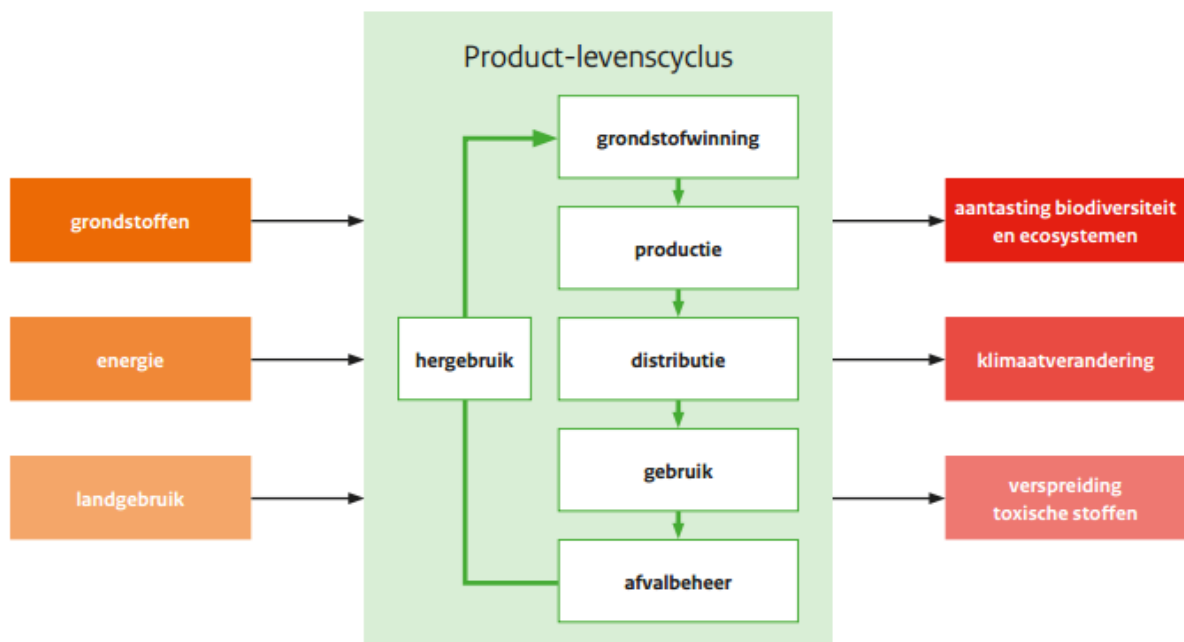 Product-levenscyclus
grondstoffen
energie
landgebruik
grondstofwinning
productie
hergebruik
distributie
gebruik
afvalbeheer
aantasting biodiversiteit
en ecosystemen
klimaatverandering
verspreiding
toxische stoffen